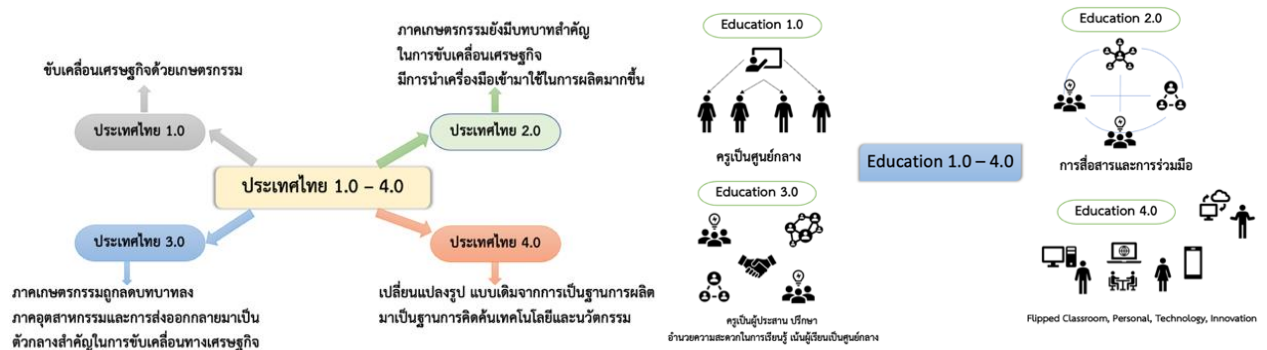 ขับเคลื่อนเศรษฐกิจด้วยเกษตรกรรม
ประเทศไทย 1.0
ภาคเกษตรกรรมยังมีบทบาทสำคัญ
ในการขับเคลื่อนเศรษฐกิจ
มีการนำเครื่องมือเข้ามาใช้ในการผลิตมากขึ้น
ประเทศไทย 2.0
ประเทศไทย 1.0 – 4.0
ประเทศไทย 3.0
ภาคเกษตรกรรมถูกลดบทบาทลง
ภาคอุตสาหกรรมและการส่งออกกลายมาเป็น
ตัวกลางสำคัญในการขับเคลื่อนทางเศรษฐกิจ
ประเทศไทย 4.0
เปลี่ยนแปลงรูป แบบเดิมจากการเป็นฐานการผลิต
มาเป็นฐานการคิดค้นเทคโนโลยีและนวัตกรรม
Education 1.0
ครูเป็นศูนย์กลาง
Education 2.0
การสื่อสารและการร่วมมือ
Education 1.0 – 4.0
Education 3.0
ครูเป็นผู้ประสาน ปรึกษา
อำนวยความสะดวกในการเรียนรู้ เน้นผู้เรียนเป็นศูนย์กลาง
Education 4.0
Flipped Classroom, Personal, Technology, Innovation